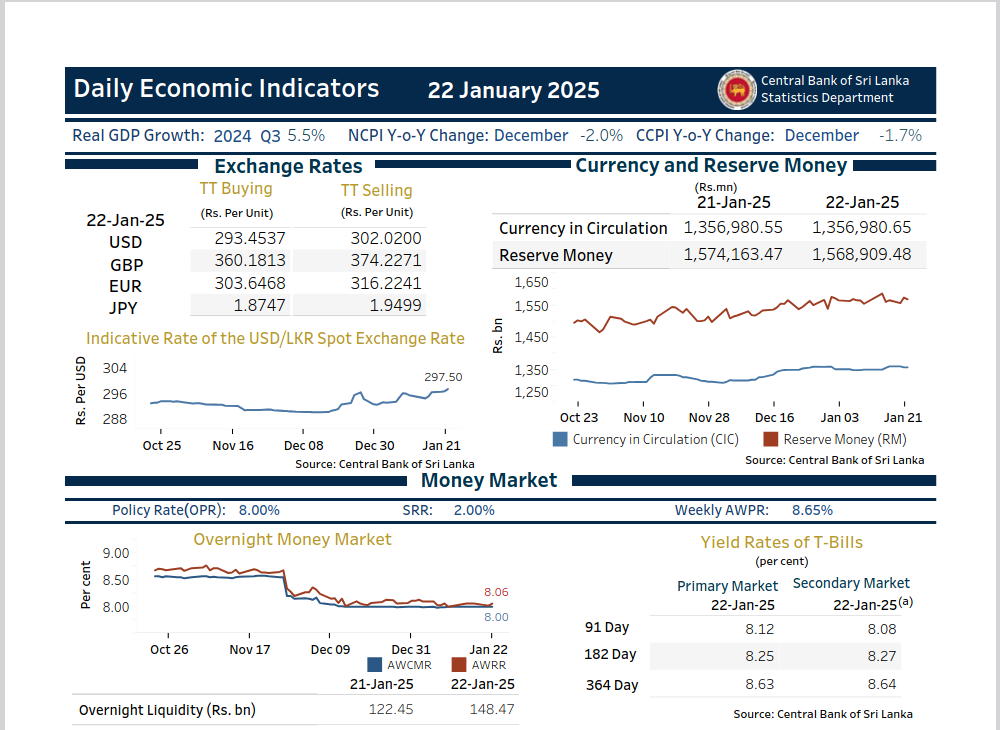 Daily Economic Indicators 22 January 2025
Central Bank of Sri Lanka
Statistics Department
Real GDP Growth: 2024 Q3 5.5% NCPI Y-o-Y Change: December -2.0% CCPI Y-o-Y Change: December -1.7%
Exchange Rates
TT Buying TT Selling
(Rs. Per Unit) (Rs. Per Unit)
22-Jan-25
USD 293.4537 302.0200
GBP 360.1813 374.2271
EUR 303.6468 316.2241
JPY 1.8747 1.9499
Indicative Rate of the USD/LKR Spot Exchange Rate
Rs. Per USD
304
296
288
297.50
Oct 25 Nov 16 Dec 08 Dec 30 Jan 21
Source: Central Bank of Sri Lanka
Currency and Reserve Money
(Rs.mn)
21-Jan-25 22-Jan-25
Currency in Circulation 1,356,980.55 1,356,980.65
Reserve Money 1,574,163.47 1,568,909.48
Rs. bn
1,650
1,550
1,450
1,350
1,250
Oct 23 Nov 10 Nov 28 Dec 16 Jan 03 Jan 21
Currency in Circulation (CIC) Reserve Money (RM)
Source: Central Bank of Sri Lanka
Money Market
Policy Rate(OPR): 8.00% SRR: 2.00% Weekly AWPR: 8.65%
Overnight Money Market
Per cent
9.00
8.50
8.00
8.06
8.00
Oct 26 Nov 17 Dec 09 Dec 31 Jan 22
AWCMR AWRR
21-Jan-25 22-Jan-25
Overnight Liquidity (Rs. bn) 122.45 148.47
Yield Rates of T-Bills
(per cent)
Primary Market Secondary Market
22-Jan-25 22-Jan-25(a)
91 Day 8.12 8.08
182 Day 8.25 8.27
364 Day 8.63 8.64
Source: Central Bank of Sri Lanka